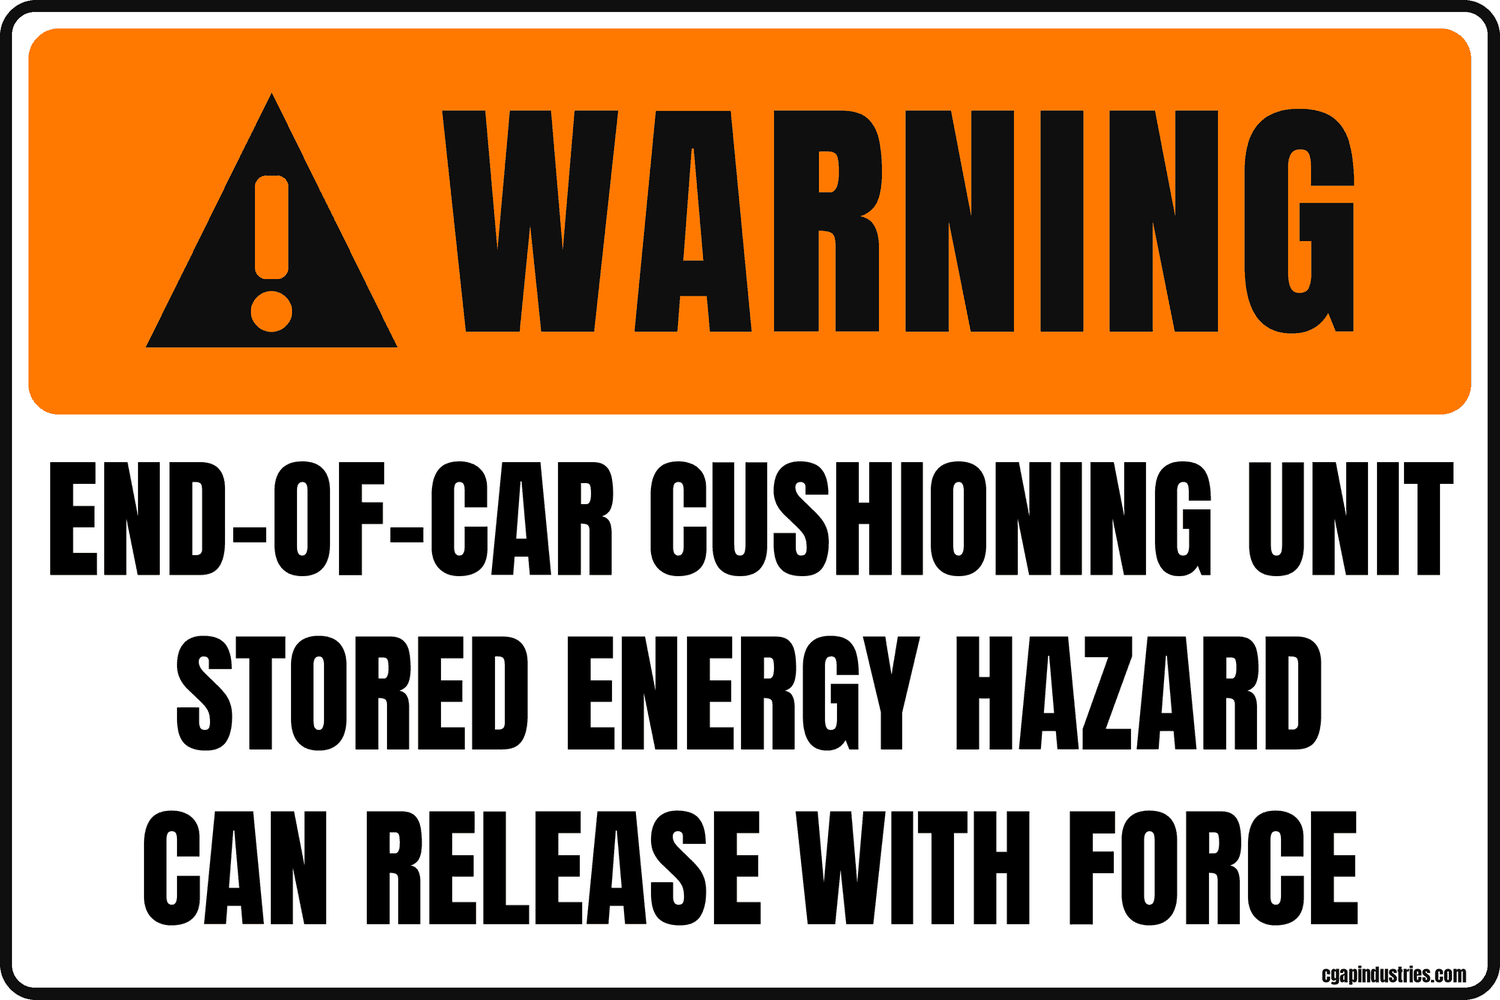 WARNING
END-OF-CAR CUSHIONING UNIT
STORED ENERGY HAZARD
CAN RELEASE WITH FORCE
cgapindustries.com